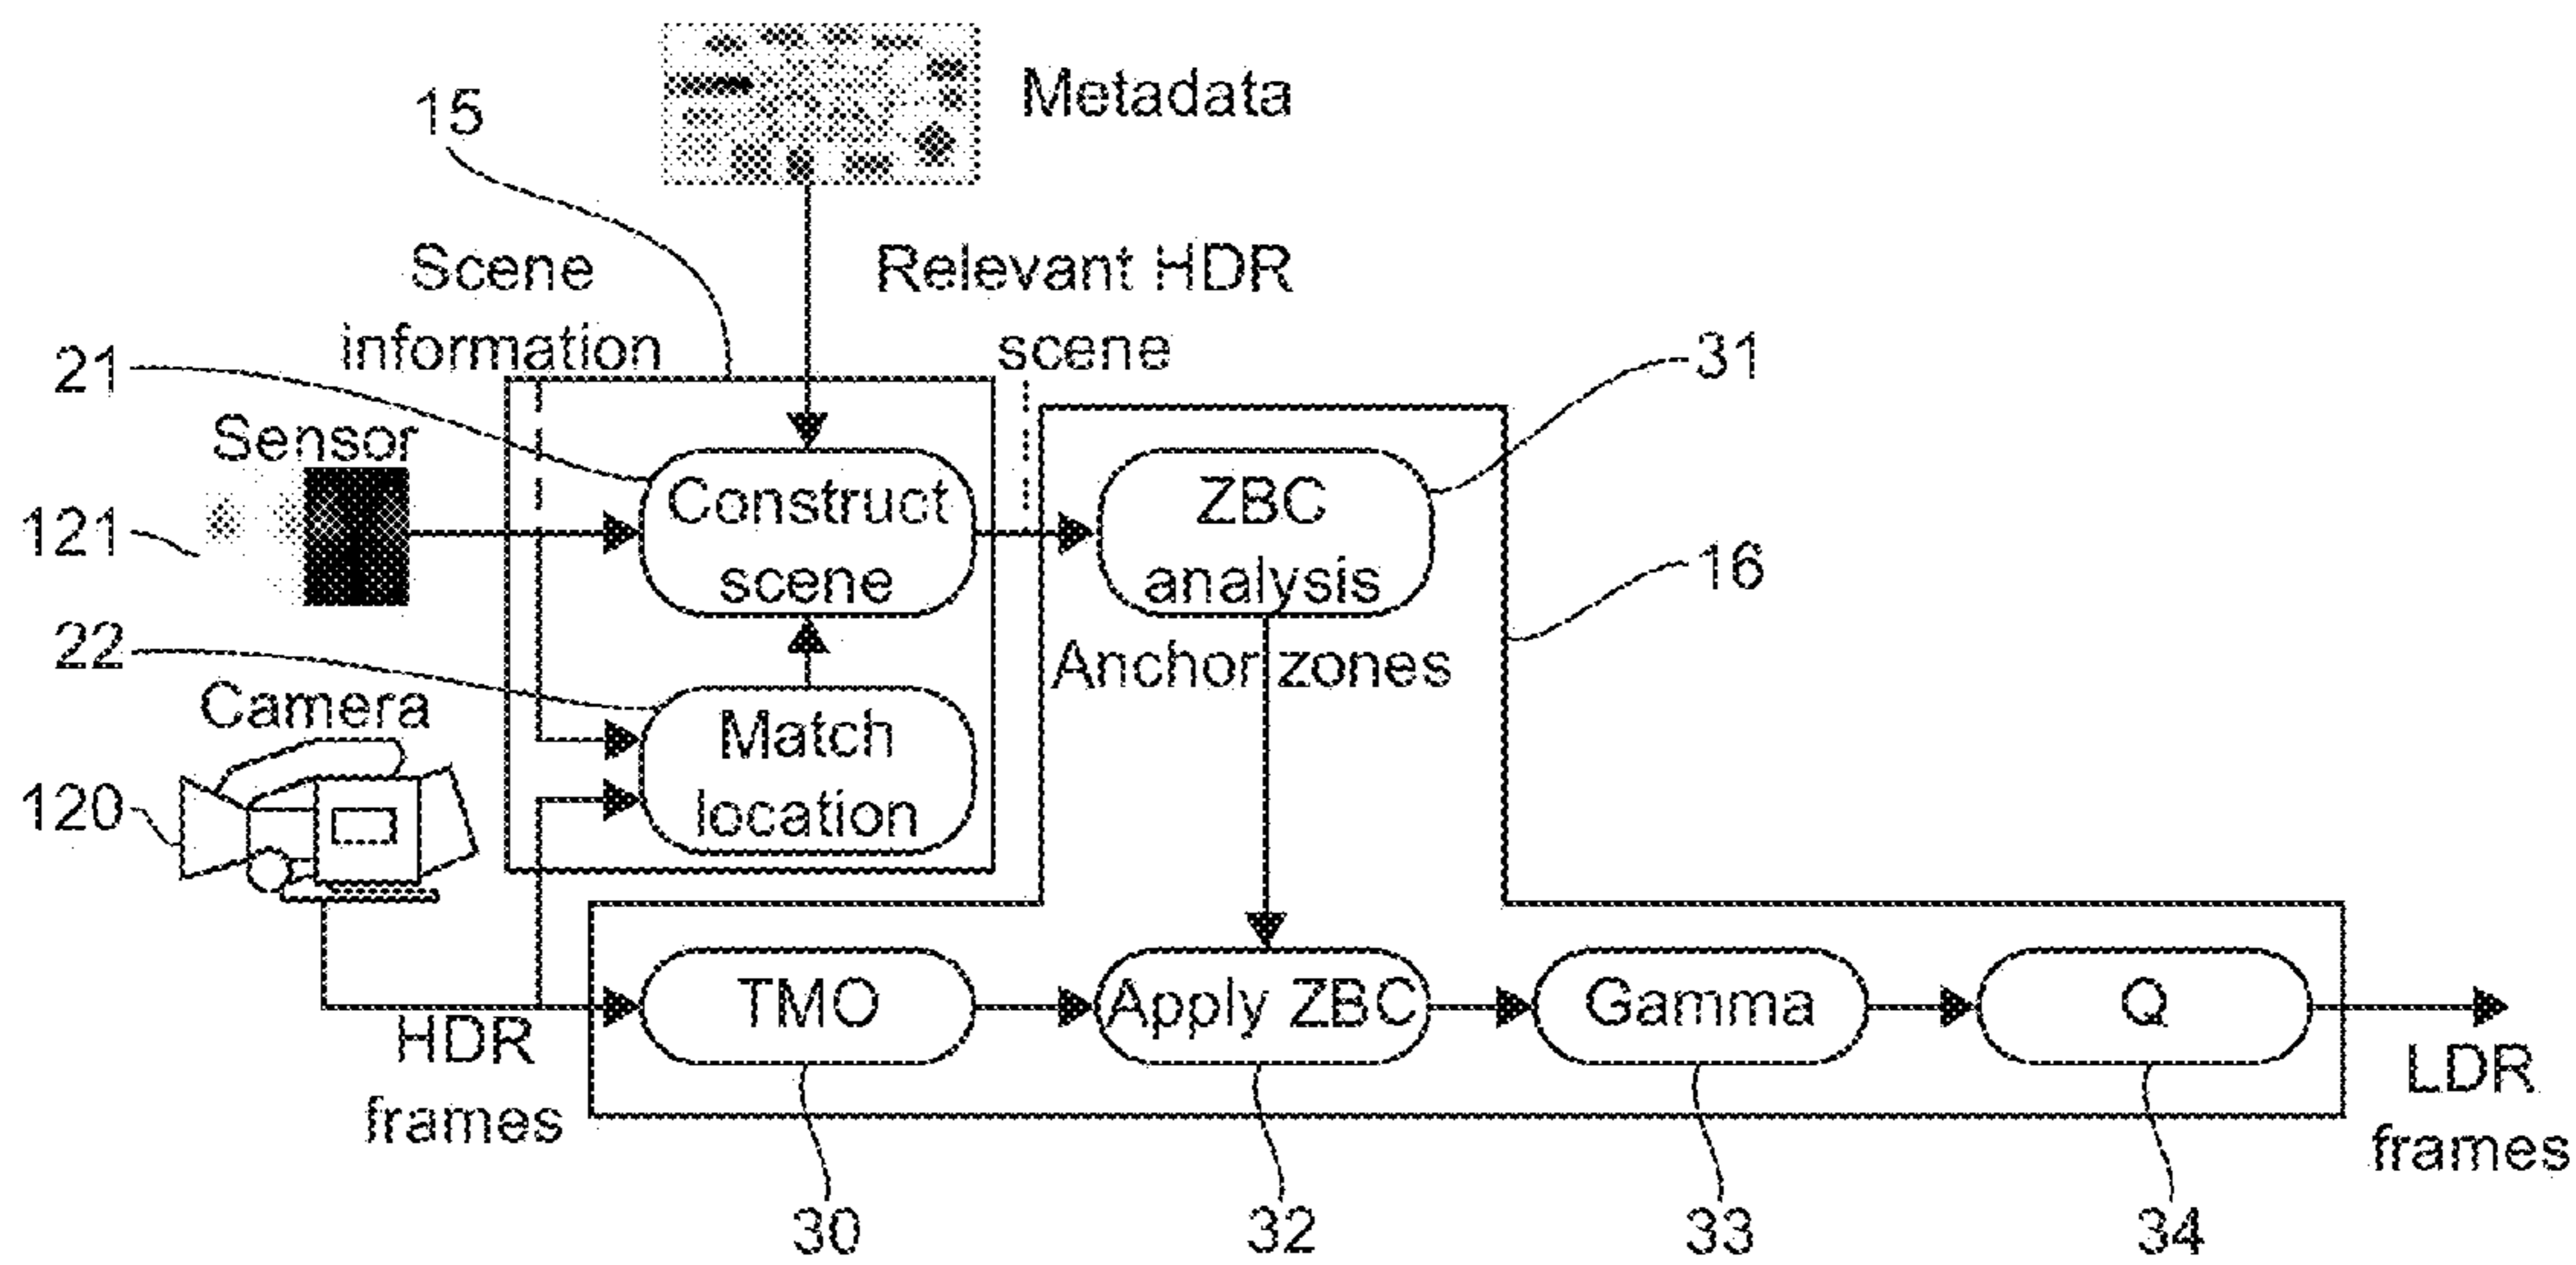 Metadata
15
Scene
information
Relevant HDR
scene
21
31
Sensor
Construct
scene
ZBC
analysis
121
16
22
Anchor zones
Camera
Match
location
120
TMO
Apply ZBC
Gamma
Q
HDR
frames
LDR
frames
30
32
33
34